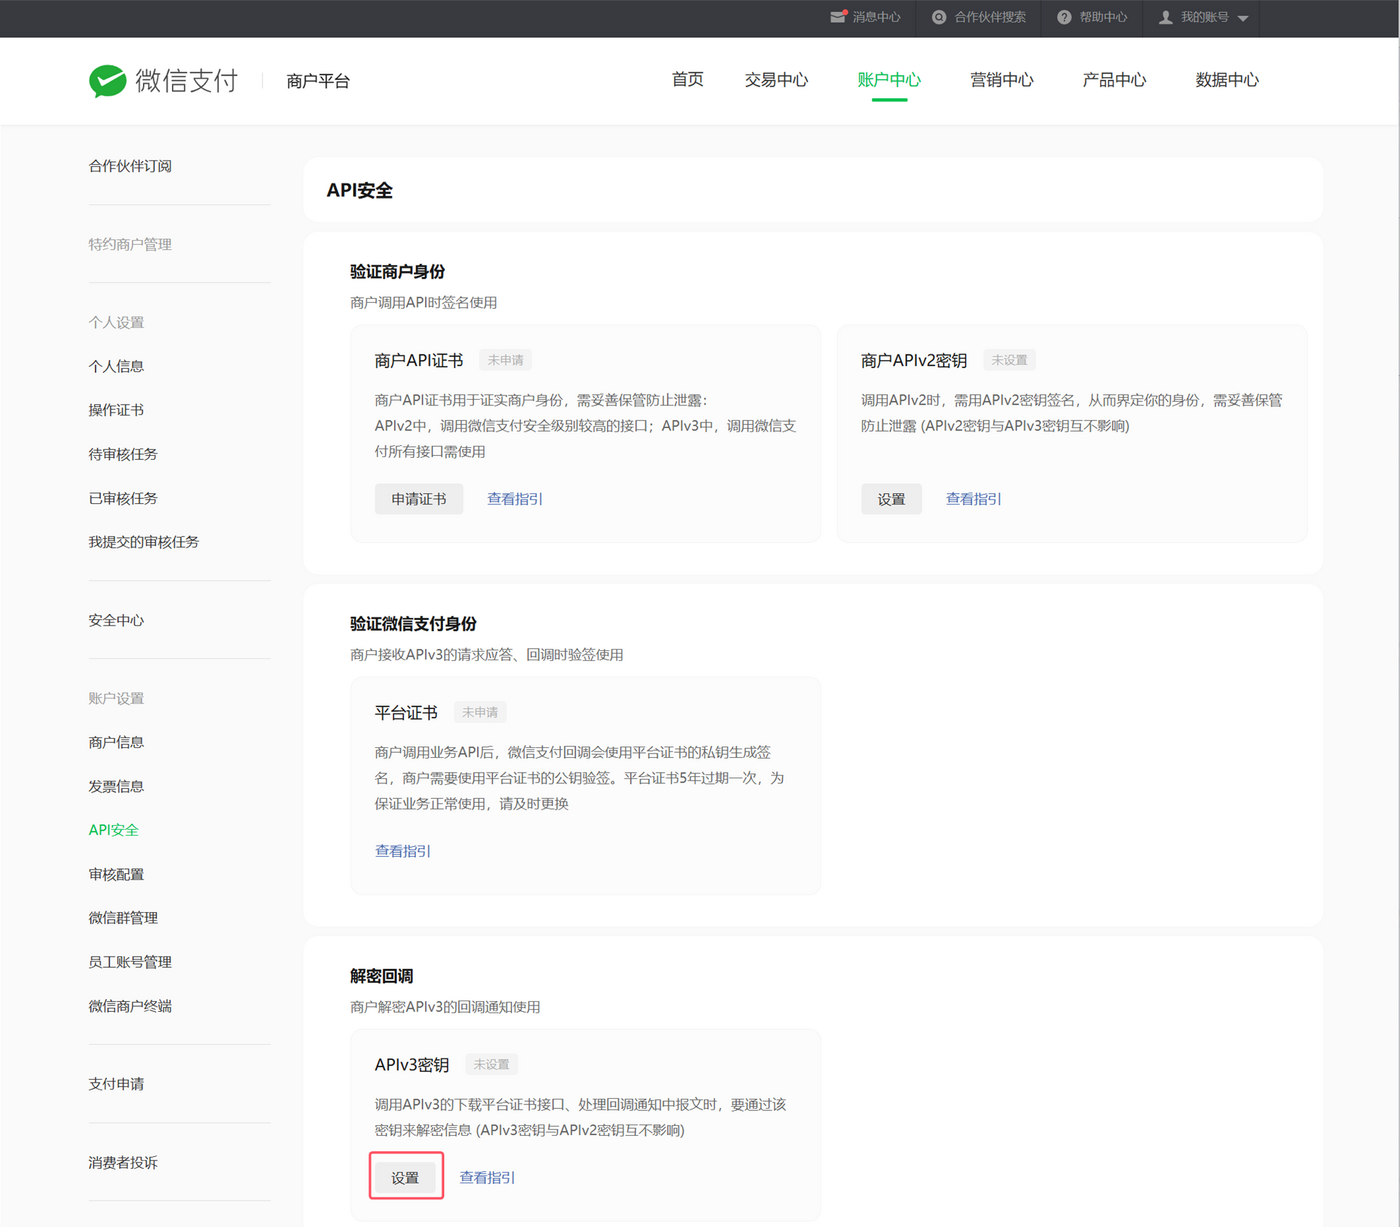 消息中心
合作伙伴搜索
帮助中心
我的账号
微信支付
商户平台
首页
交易中心
账户中心
营销中心
产品中心
数据中心
合作伙伴订阅
特约商户管理
个人设置
个人信息
操作证书
待审核任务
已审核任务
我提交的审核任务
安全中心
账户设置
商户信息
发票信息
API安全
审核配置
微信群管理
员工账号管理
微信商户终端
支付申请
消费者投诉
API安全
验证商户身份
商户调用API时签名使用
商户API证书 未申请
商户API证书用于证实商户身份，需妥善保管防止泄露：
APIv2中，调用微信支付安全级别较高的接口；APIv3中，调用微信支
付所有接口需使用
申请证书 查看指引
商户APIv2密钥 未设置
调用APIv2时，需用APIv2密钥签名，从而界定你的身份，需妥善保管
防止泄露 (APIv2密钥与APIv3密钥互不影响)
设置 查看指引
验证微信支付身份
商户接收APIv3的请求应答、回调时验签使用
平台证书 未申请
商户调用业务API后，微信支付回调会使用平台证书的私钥生成签
名，商户需要使用平台证书的公钥验签。平台证书5年过期一次，为
保证业务正常使用，请及时更换
查看指引
解密回调
商户解密APIv3的回调通知使用
APIv3密钥 未设置
调用APIv3的下载平台证书接口、处理回调通知中报文时，要通过该
密钥来解密信息 (APIv3密钥与APIv2密钥互不影响)
设置 查看指引